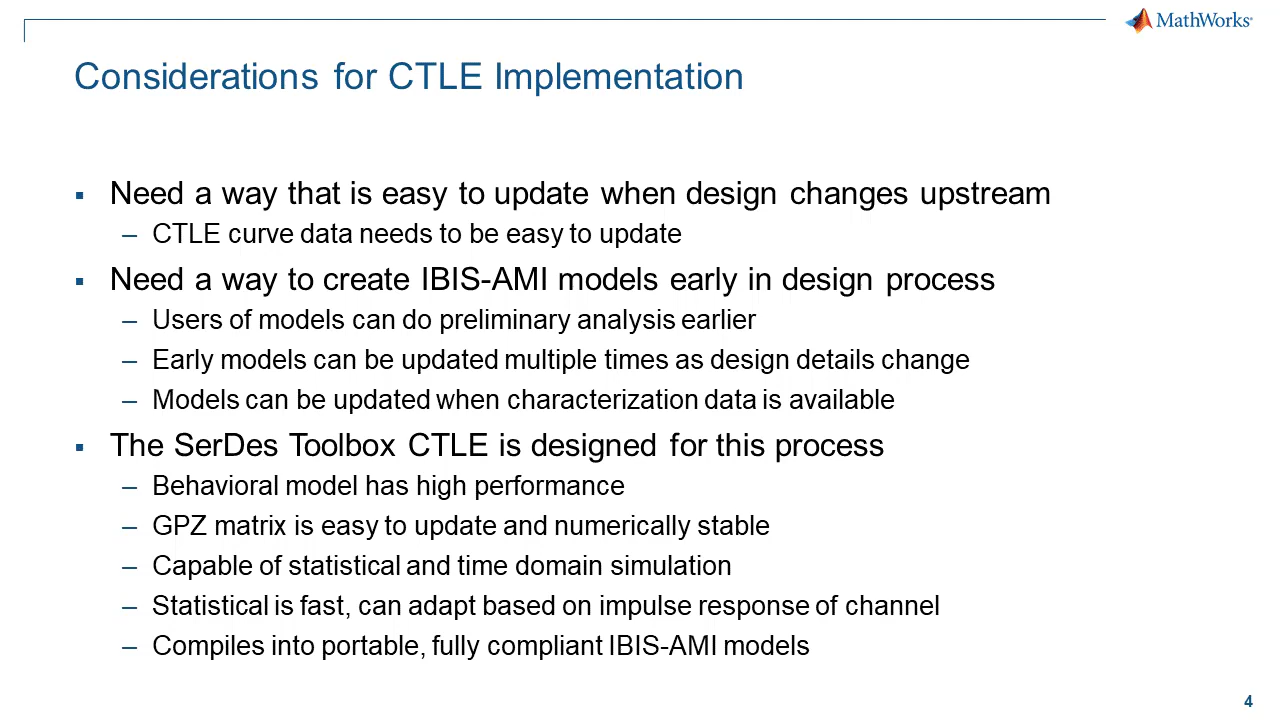 MathWorks
Considerations for CTLE Implementation
▪ Need a way that is easy to update when design changes upstream
– CTLE curve data needs to be easy to update
▪ Need a way to create IBIS-AMI models early in design process
– Users of models can do preliminary analysis earlier
– Early models can be updated multiple times as design details change
– Models can be updated when characterization data is available
▪ The SerDes Toolbox CTLE is designed for this process
– Behavioral model has high performance
– GPZ matrix is easy to update and numerically stable
– Capable of statistical and time domain simulation
– Statistical is fast, can adapt based on impulse response of channel
– Compiles into portable, fully compliant IBIS-AMI models
4